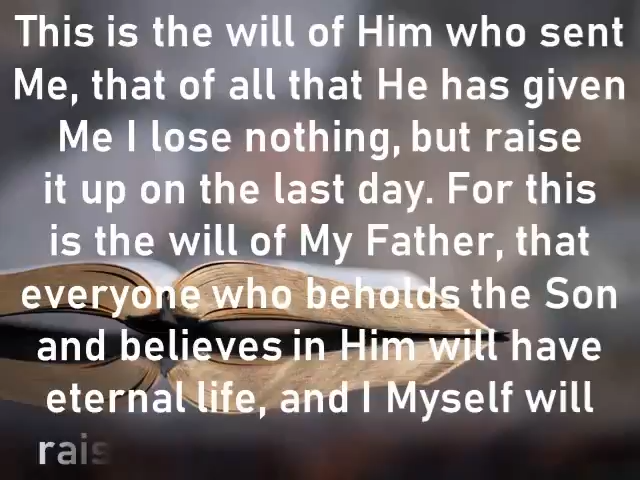 This is the will of Him who sent
Me, that of all that He has given
Me I lose nothing, but raise
it up on the last day. For this
is the will of My Father, that
everyone who beholds the Son
and believes in Him will have
eternal life, and I Myself will
rais